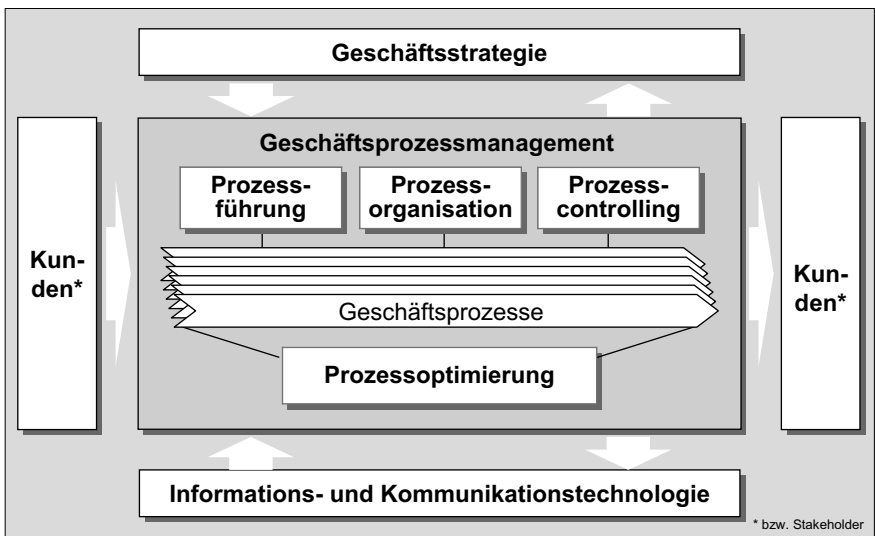 Geschäftsstrategie
Geschäftsprozessmanagement
Prozess-
führung
Prozess-
organisation
Prozess-
controlling
Kun-
den*
Geschäftsprozesse
Kun-
den*
Prozessoptimierung
Informations- und Kommunikationstechnologie
* bzw. Stakeholder